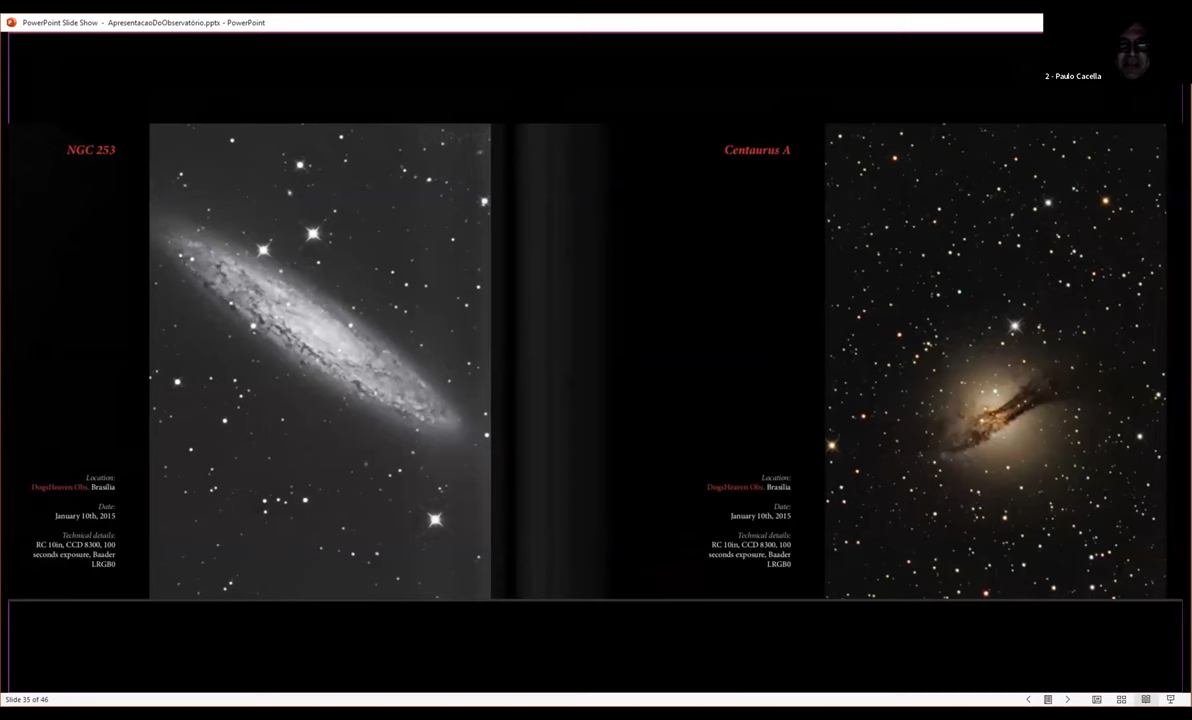 PowerPoint Slide Show - ApresentacaoDoObservatório.pptx - PowerPoint
2 - Paulo Cacella
NGC 253
Location:
DogsHeaven Obs. Brasília
Date:
January 10th, 2015
Technical details:
RC 10in, CCD 8300, 100
seconds exposure, Baader
LRGB0
Centaurus A
Location:
DogsHeaven Obs. Brasília
Date:
January 10th, 2015
Technical details:
RC 10in, CCD 8300, 100
seconds exposure, Baader
LRGB0
Slide 35 of 46